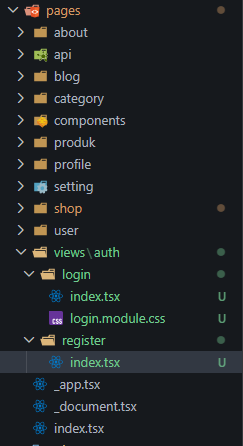 pages
about
api
blog
category
components
produk
profile
setting
shop
user
views\auth
login
index.tsx U
CSS login.module.css U
register
index.tsx U
_app.tsx
_document.tsx
index.tsx